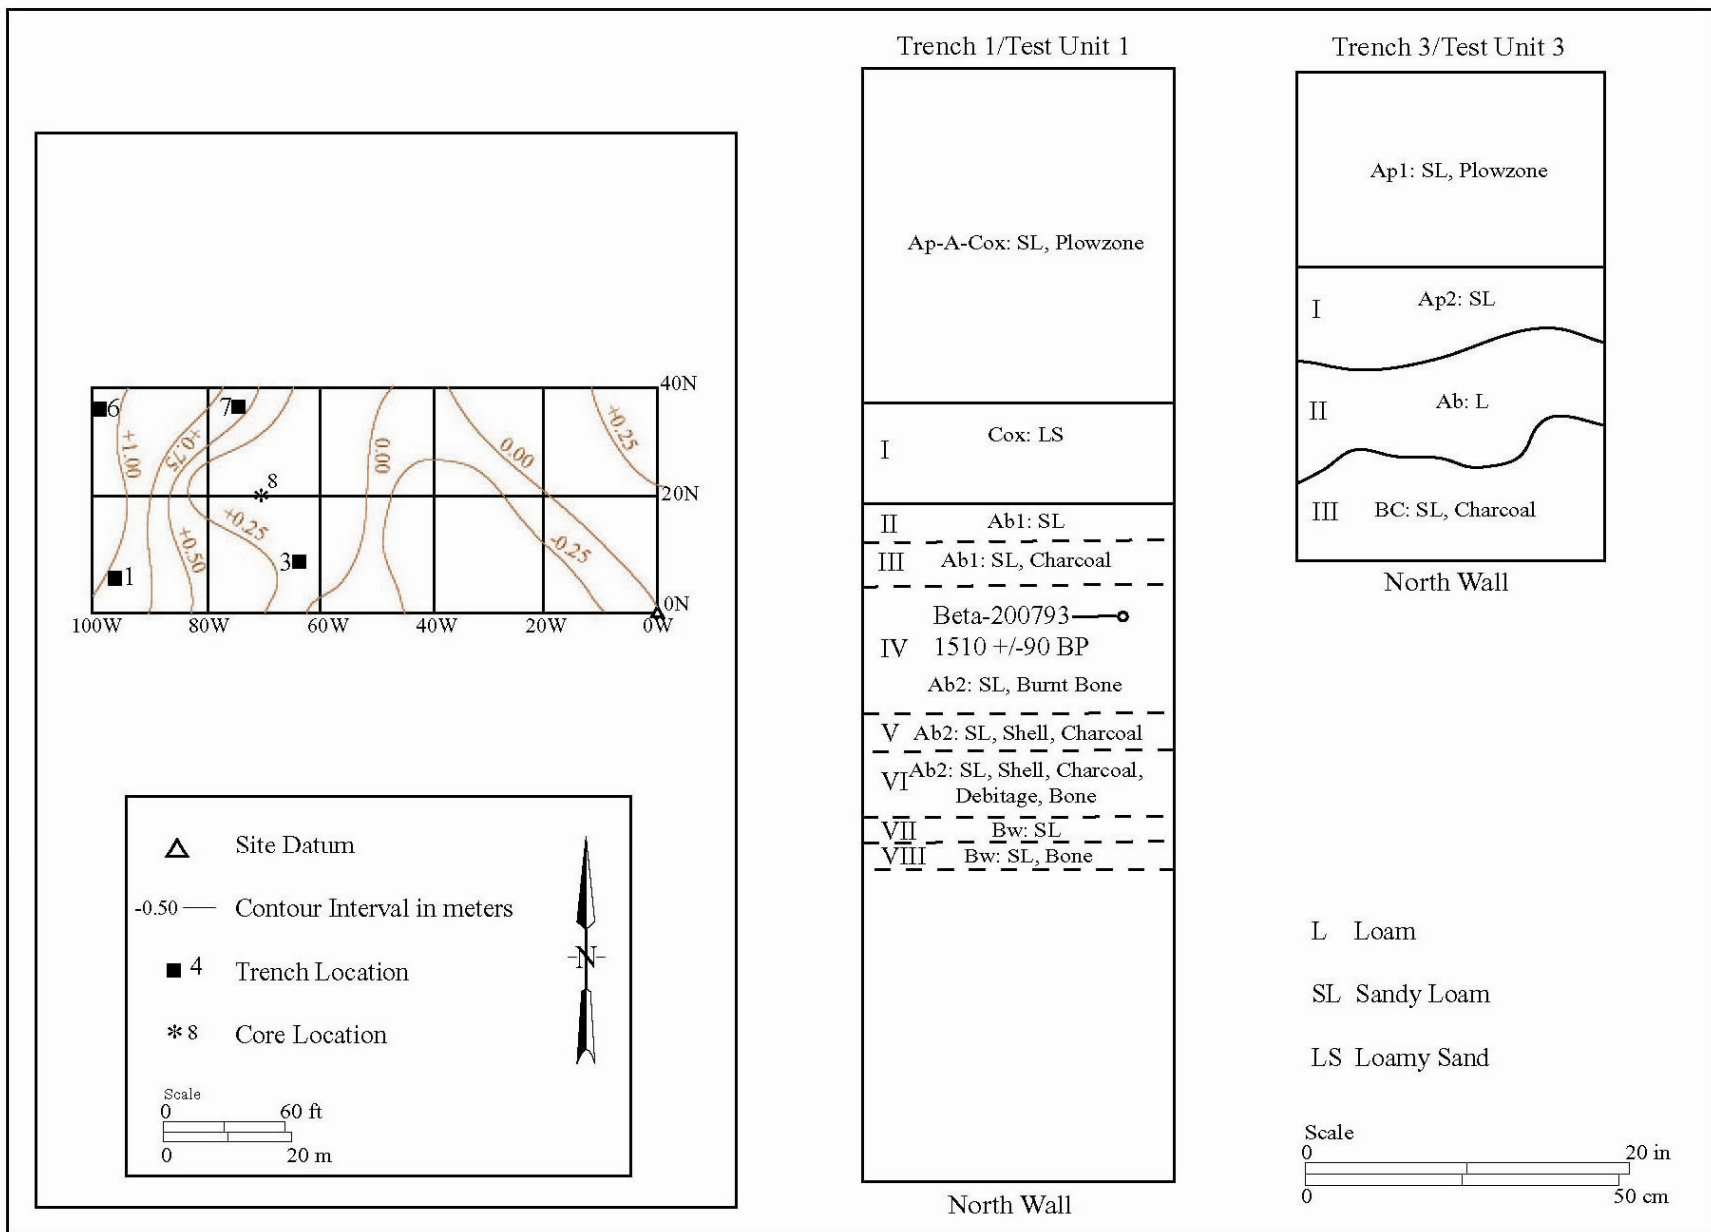 Trench 1/Test Unit 1
Trench 3/Test Unit 3
40N
20N
0N
100W
80W
60W
40W
20W
0W
6
7
8
3
1
+1.00
+0.75
+0.50
+0.25
0.00
0.00
-0.25
+0.25
Site Datum
-0.50
Contour Interval in meters
4 Trench Location
*8 Core Location
N
Scale
0 60 ft
0 20 m
Ap-A-Cox: SL, Plowzone
I Cox: LS
II Ab1: SL
III Ab1: SL, Charcoal
Beta-200793
IV 1510 +/-90 BP
Ab2: SL, Burnt Bone
V Ab2: SL, Shell, Charcoal
VI Ab2: SL, Shell, Charcoal,
Debitage, Bone
VII Bw: SL
VIII Bw: SL, Bone
North Wall
Ap1: SL, Plowzone
I Ap2: SL
II Ab: L
III BC: SL, Charcoal
North Wall
L Loam
SL Sandy Loam
LS Loamy Sand
Scale
0 20 in
0 50 cm